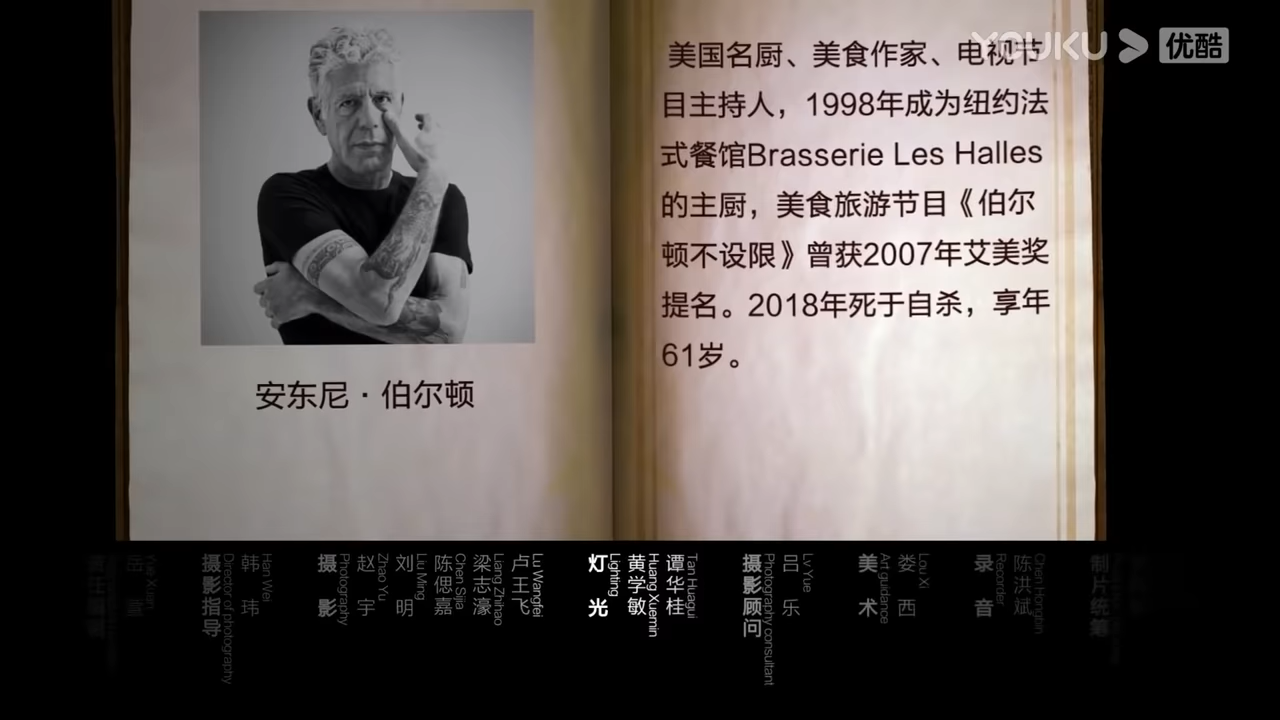 YOUKU 优酷
美国名厨、美食作家、电视节
目主持人，1998年成为纽约法
式餐馆Brasserie Les Halles
的主厨，美食旅游节目《伯尔
顿不设限》曾获2007年艾美奖
提名。2018年死于自杀，享年
61岁。
安东尼·伯尔顿
摄影指导
Director of photography
韩玮
Han Wei
摄影
Photography
赵宇
Zhao Yu
刘明
Liu Ming
陈偲嘉
Chen Sijia
梁志濠
Liang Zhihao
卢王飞
Lu Wangfei
灯光
Lighting
黄学敏
Huang Xuemin
谭华桂
Tan Huagui
摄影顾问
Photography consultant
吕乐
Lv Yue
美术
Art guidance
娄西
Lou Xi
录音
Recorder
陈洪斌
Chen Hongbin
制片统筹